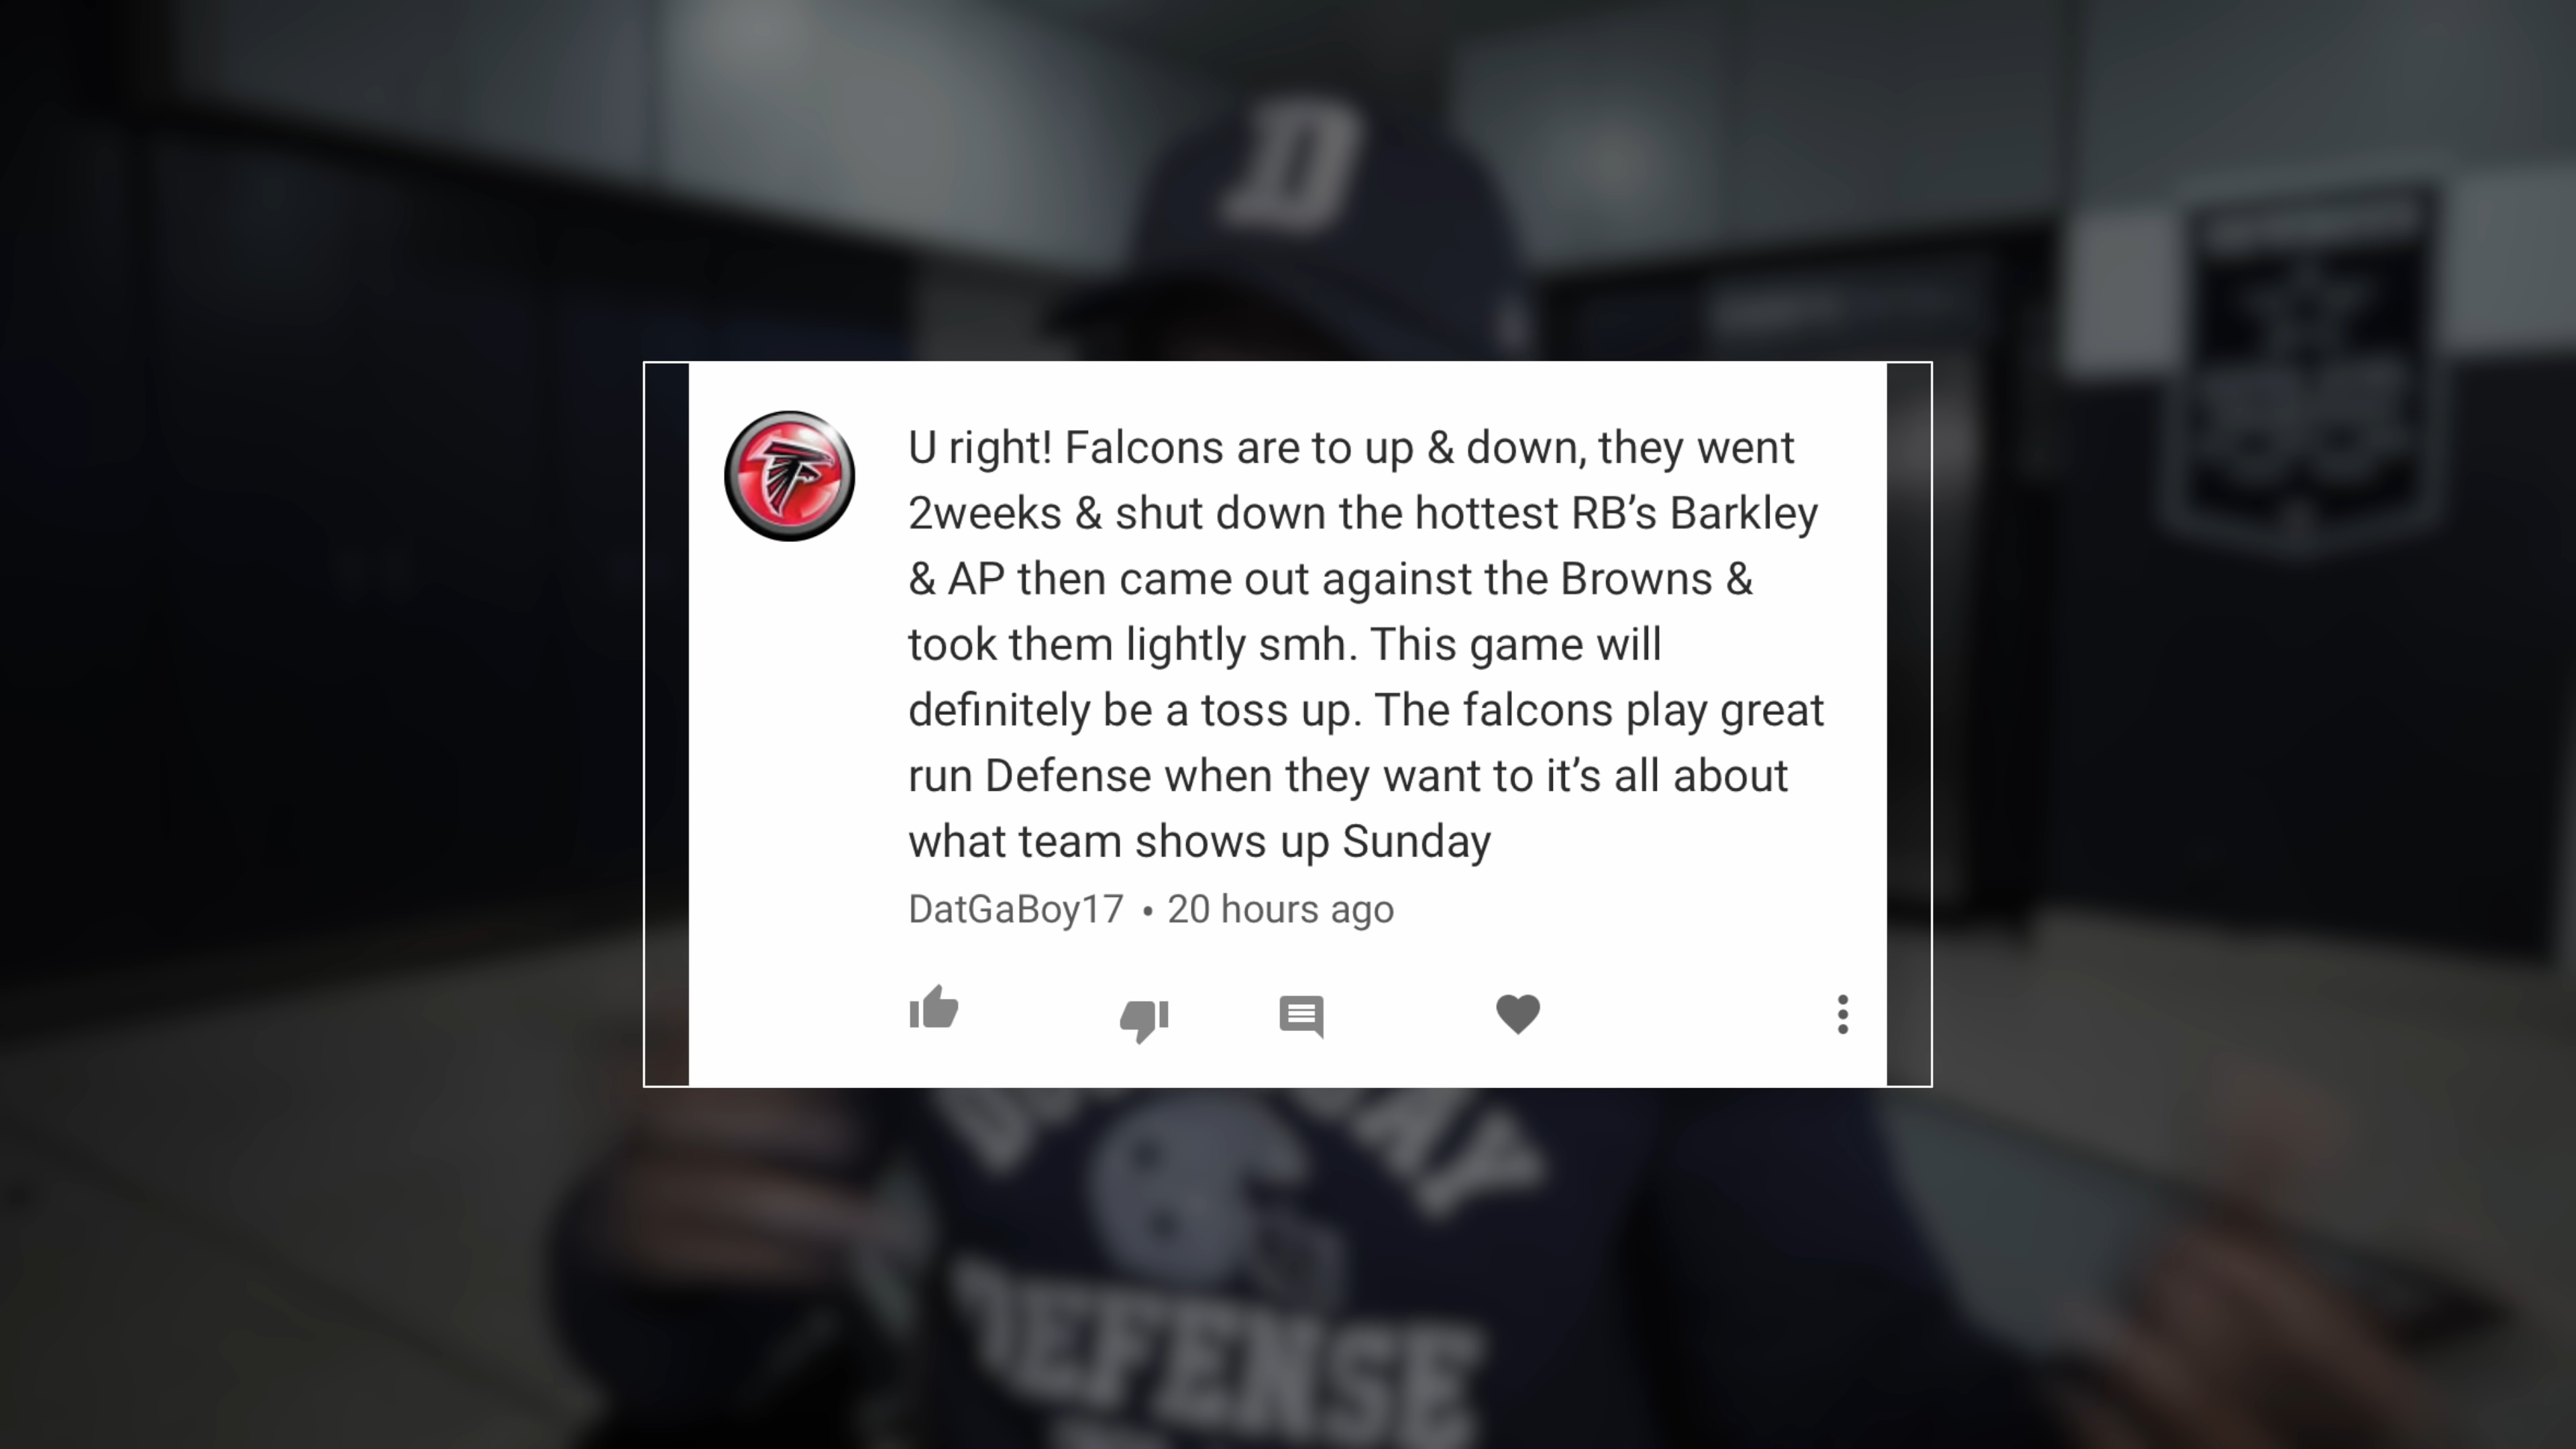 D
U right! Falcons are to up & down, they went
2weeks & shut down the hottest RB’s Barkley
& AP then came out against the Browns &
took them lightly smh. This game will
definitely be a toss up. The falcons play great
run Defense when they want to it’s all about
what team shows up Sunday
DatGaBoy17 • 20 hours ago
DEFENSE